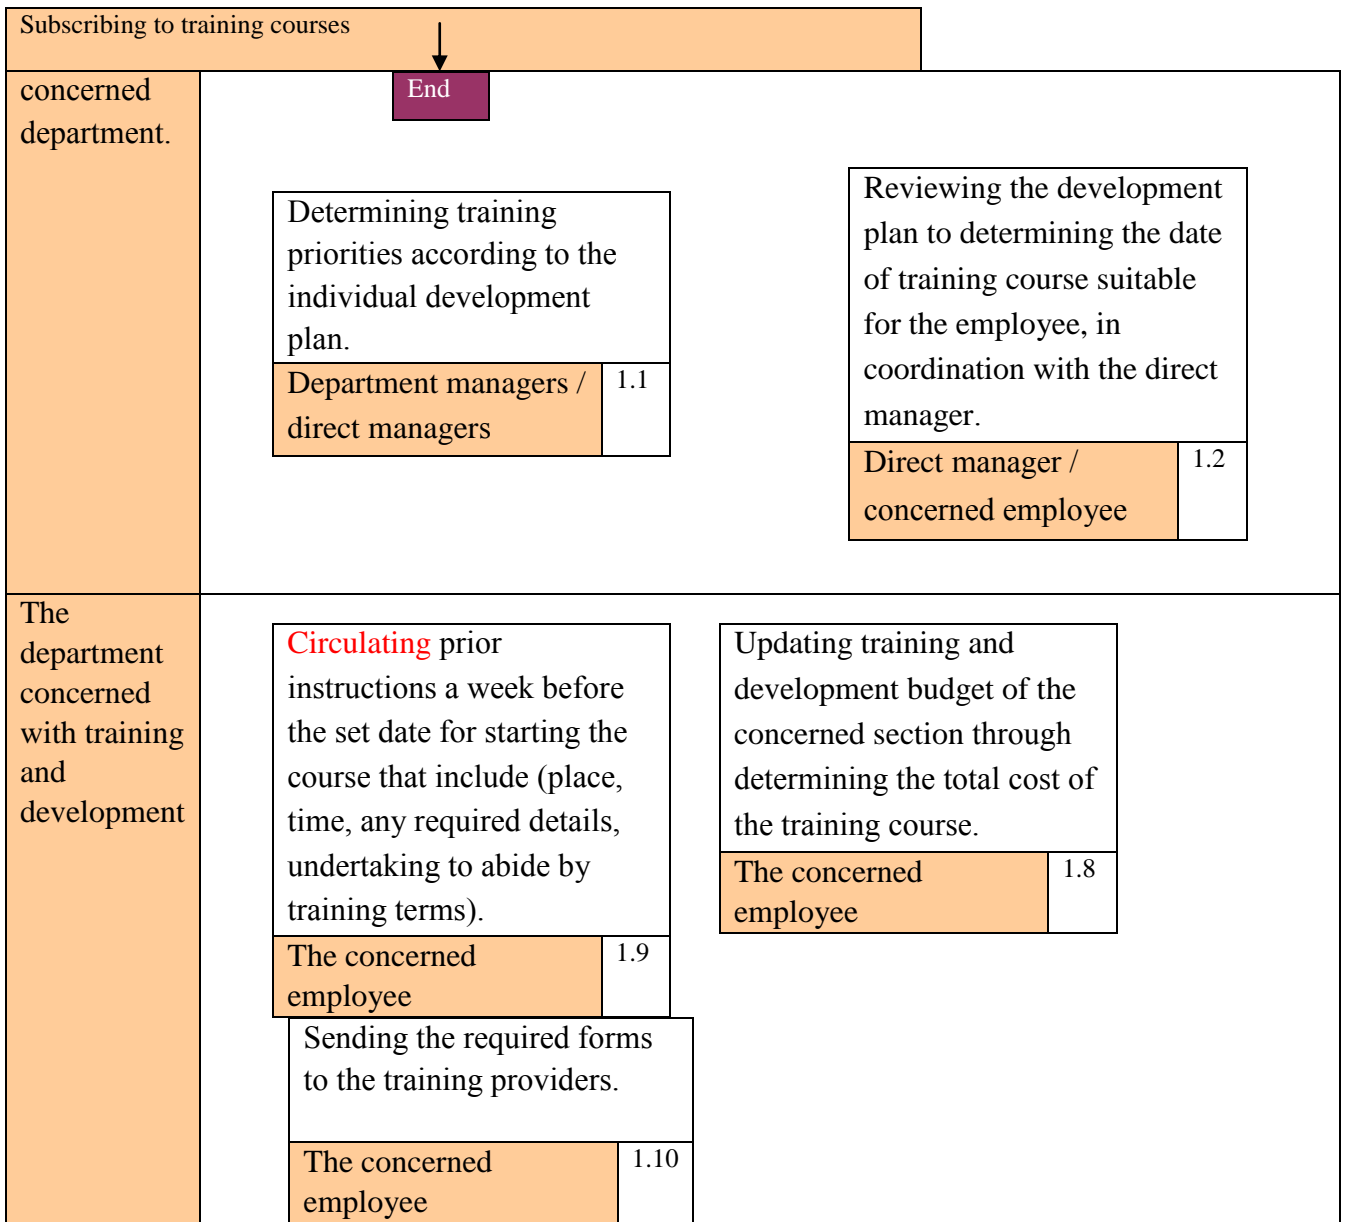 Subscribing to training courses
concerned
department.
End
Determining training
priorities according to the
individual development
plan.
Department managers /
direct managers
1.1
Reviewing the development
plan to determining the date
of training course suitable
for the employee, in
coordination with the direct
manager.
Direct manager /
concerned employee
1.2
The
department
concerned
with training
and
development
Circulating prior
instructions a week before
the set date for starting the
course that include (place,
time, any required details,
undertaking to abide by
training terms).
The concerned
employee
1.9
Updating training and
development budget of the
concerned section through
determining the total cost of
the training course.
The concerned
employee
1.8
Sending the required forms
to the training providers.
The concerned
employee
1.10